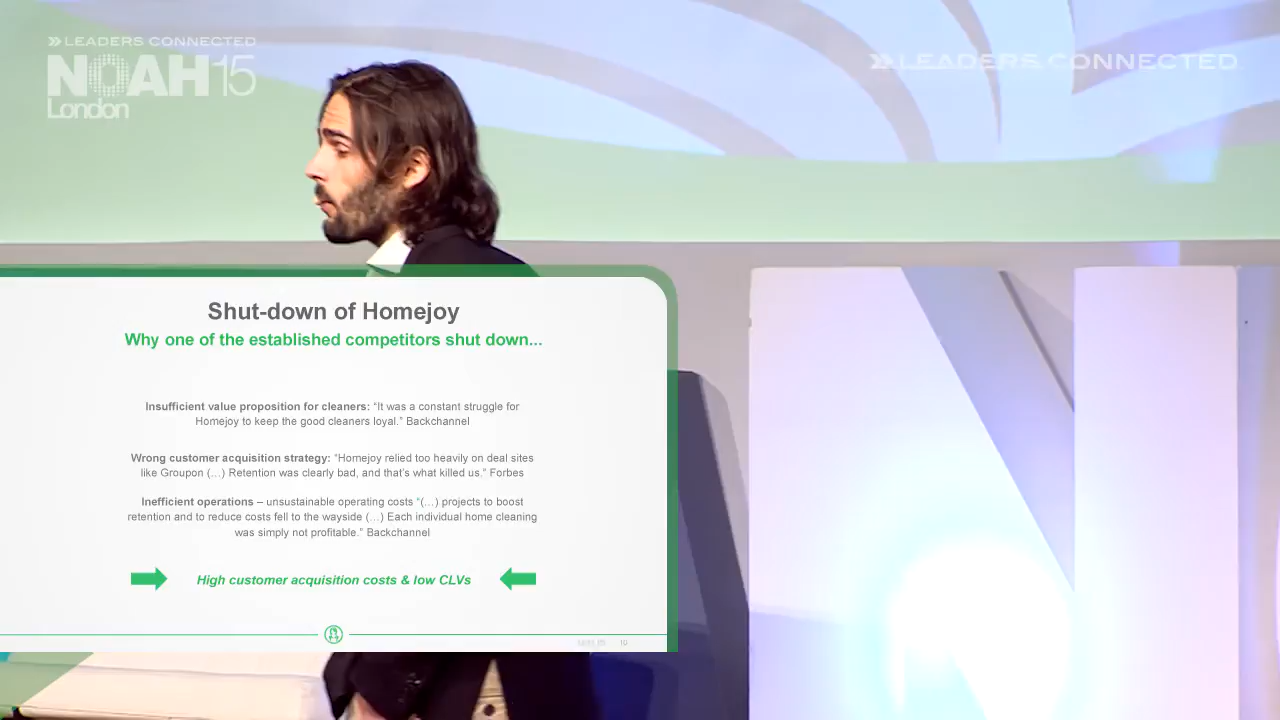 LEADERS CONNECTED
NOAH15
London
LEADERS CONNECTED
Shut-down of Homejoy
Why one of the established competitors shut down...
Insufficient value proposition for cleaners: “It was a constant struggle for
Homejoy to keep the good cleaners loyal.” Backchannel
Wrong customer acquisition strategy: “Homejoy relied too heavily on deal sites
like Groupon (…) Retention was clearly bad, and that’s what killed us.” Forbes
Inefficient operations – unsustainable operating costs “(…) projects to boost
retention and to reduce costs fell to the wayside (…) Each individual home cleaning
was simply not profitable.” Backchannel
High customer acquisition costs & low CLVs
10